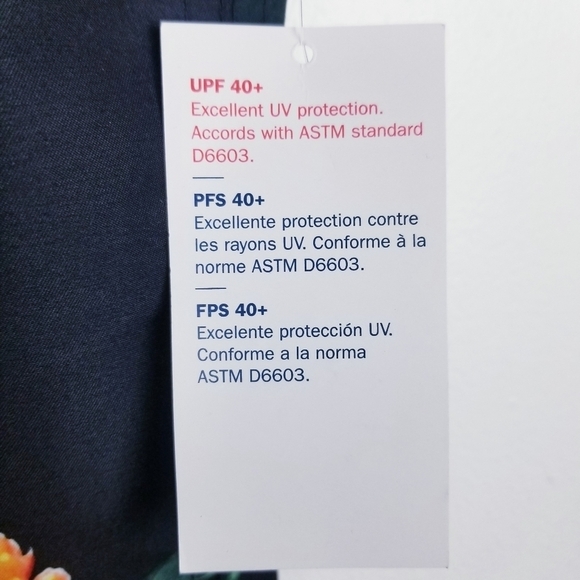 UPF 40+
Excellent UV protection.
Accords with ASTM standard
D6603.
PFS 40+
Excellente protection contre
les rayons UV. Conforme à la
norme ASTM D6603.
FPS 40+
Excelente protección UV.
Conforme a la norma
ASTM D6603.